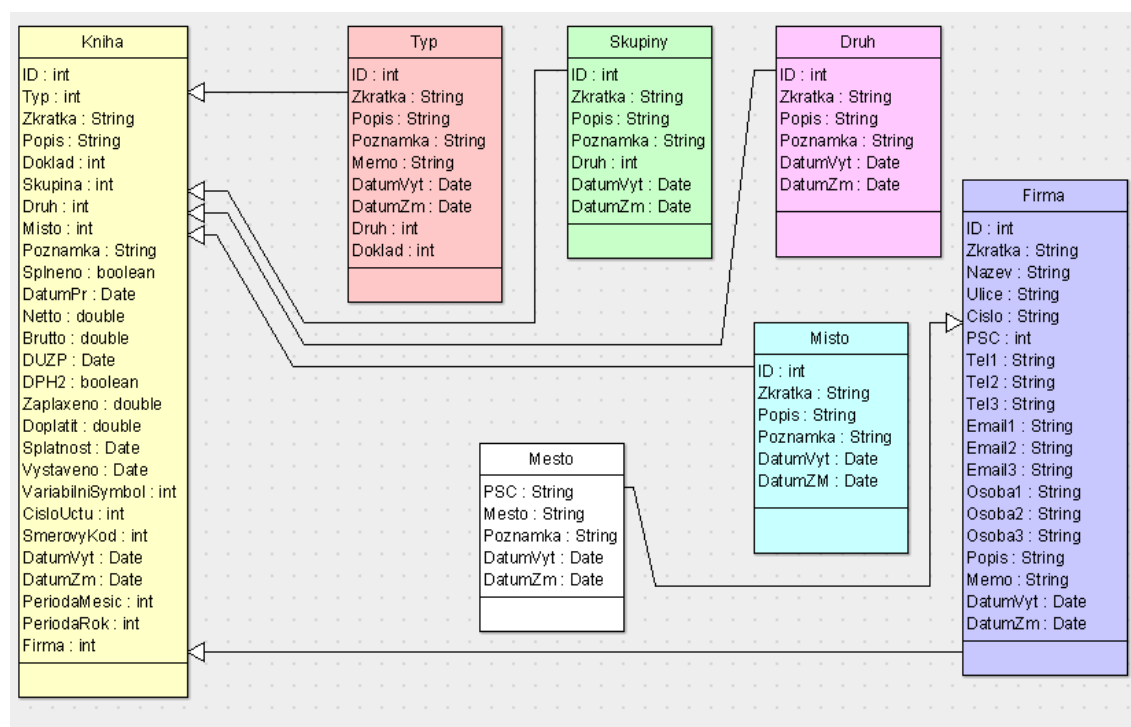 Kniha
ID : int
Typ : int
Zkratka : String
Popis : String
Doklad : int
Skupina : int
Druh : int
Misto : int
Poznamka : String
Splneno : boolean
DatumPr : Date
Netto : double
Brutto : double
DUZP : Date
DPH2 : boolean
Zaplaxeno : double
Doplatit : double
Splatnost : Date
Vystaveno : Date
VariabilniSymbol : int
CisloUctu : int
SmerovyKod : int
DatumVyt : Date
DatumZm : Date
PeriodaMesic : int
PeriodaRok : int
Firma : int
Typ
ID : int
Zkratka : String
Popis : String
Poznamka : String
Memo : String
DatumVyt : Date
DatumZm : Date
Druh : int
Doklad : int
Skupiny
ID : int
Zkratka : String
Popis : String
Poznamka : String
Druh : int
DatumVyt : Date
DatumZm : Date
Druh
ID : int
Zkratka : String
Popis : String
Poznamka : String
DatumVyt : Date
DatumZm : Date
Firma
ID : int
Zkratka : String
Nazev : String
Ulice : String
Cislo : String
PSC : int
Tel1 : String
Tel2 : String
Tel3 : String
Email1 : String
Email2 : String
Email3 : String
Osoba1 : String
Osoba2 : String
Osoba3 : String
Popis : String
Memo : String
DatumVyt : Date
DatumZm : Date
Misto
ID : int
Zkratka : String
Popis : String
Poznamka : String
DatumVyt : Date
DatumZM : Date
Mesto
PSC : String
Mesto : String
Poznamka : String
DatumVyt : Date
DatumZm : Date